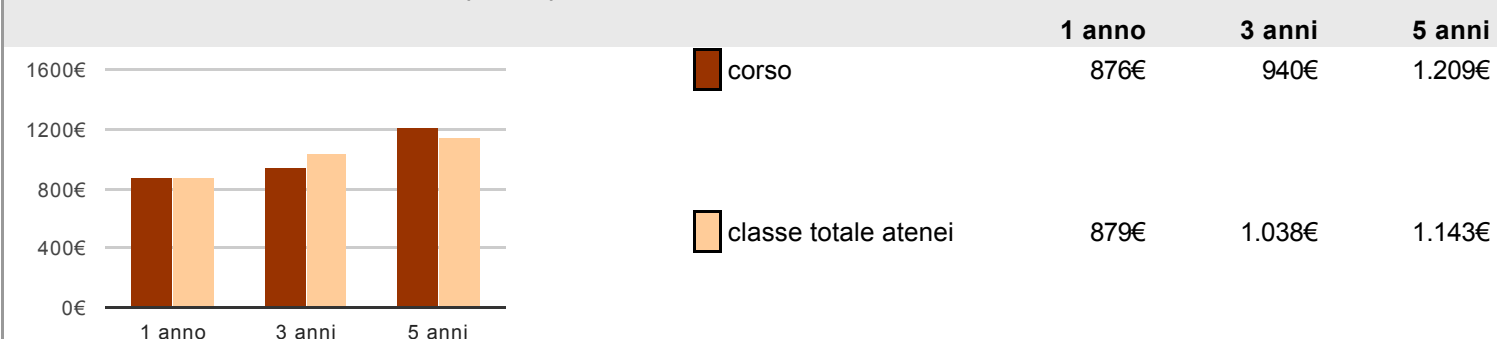 1 anno 3 anni 5 anni
1600€
corso 876€ 940€ 1.209€
1200€
800€
classe totale atenei 879€ 1.038€ 1.143€
400€
0€
1 anno 3 anni 5 anni